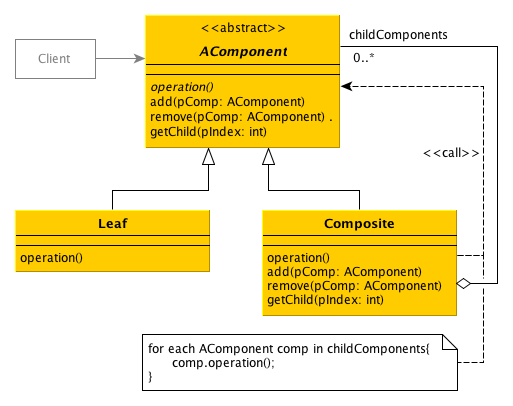 <<abstract>>
AComponent
operation()
add(pComp: AComponent)
remove(pComp: AComponent) .
getChild(pIndex: int)
Client
childComponents
0..*
<<call>>
Leaf
operation()
Composite
operation()
add(pComp: AComponent)
remove(pComp: AComponent)
getChild(pIndex: int)
for each AComponent comp in childComponents{
comp.operation();
}